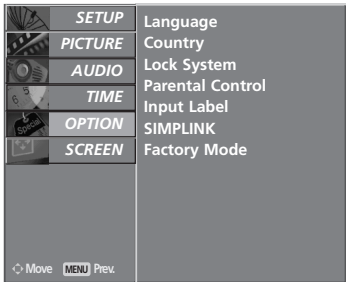 SETUP
PICTURE
AUDIO
TIME
OPTION
SCREEN
Language
Country
Lock System
Parental Control
Input Label
SIMPLINK
Factory Mode
Special
Move MENU Prev.